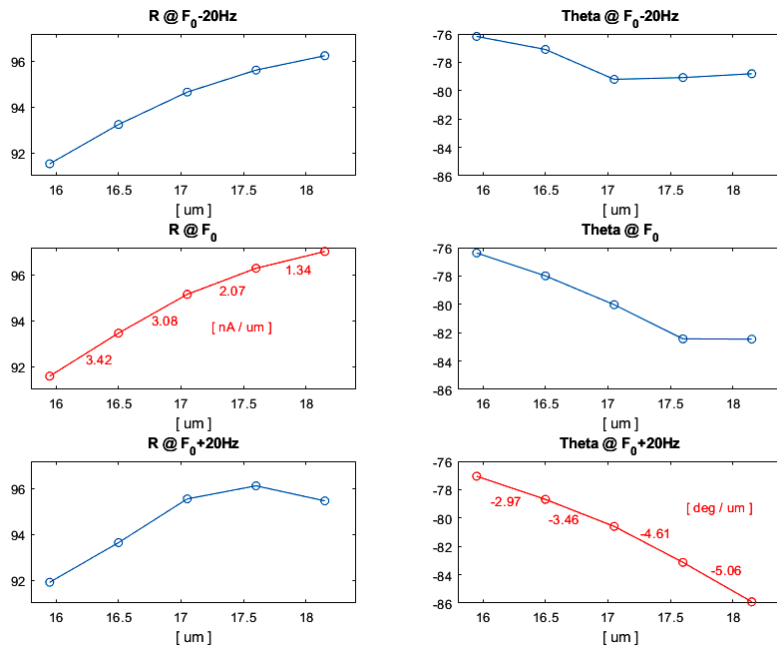 R @ F0-20Hz
96
94
92
16 16.5 17 17.5 18
[ um ]
Theta @ F0-20Hz
-76
-78
-80
-82
-84
-86
16 16.5 17 17.5 18
[ um ]
R @ F0
96
94
92
3.42
3.08
2.07
1.34
[ nA / um ]
16 16.5 17 17.5 18
[ um ]
Theta @ F0
-76
-78
-80
-82
-84
-86
16 16.5 17 17.5 18
[ um ]
R @ F0+20Hz
96
94
92
16 16.5 17 17.5 18
[ um ]
Theta @ F0+20Hz
-76
-78
-80
-82
-84
-86
-2.97
-3.46
-4.61
-5.06
[ deg / um ]
16 16.5 17 17.5 18
[ um ]